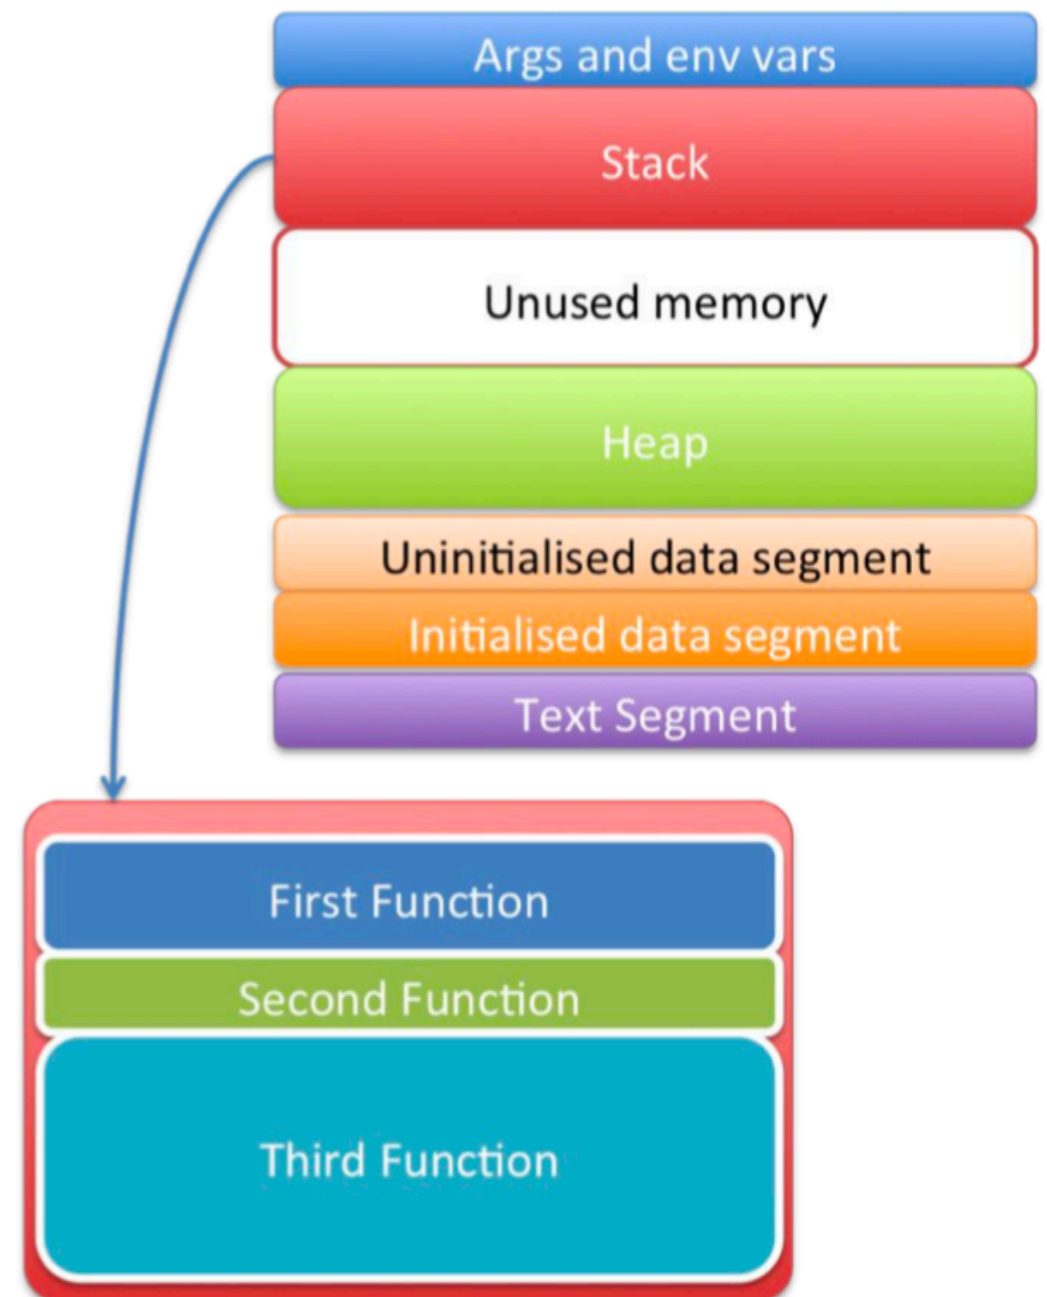 Args and env vars
Stack
Unused memory
Heap
Uninitialised data segment
Initialised data segment
Text Segment
First Function
Second Function
Third Function